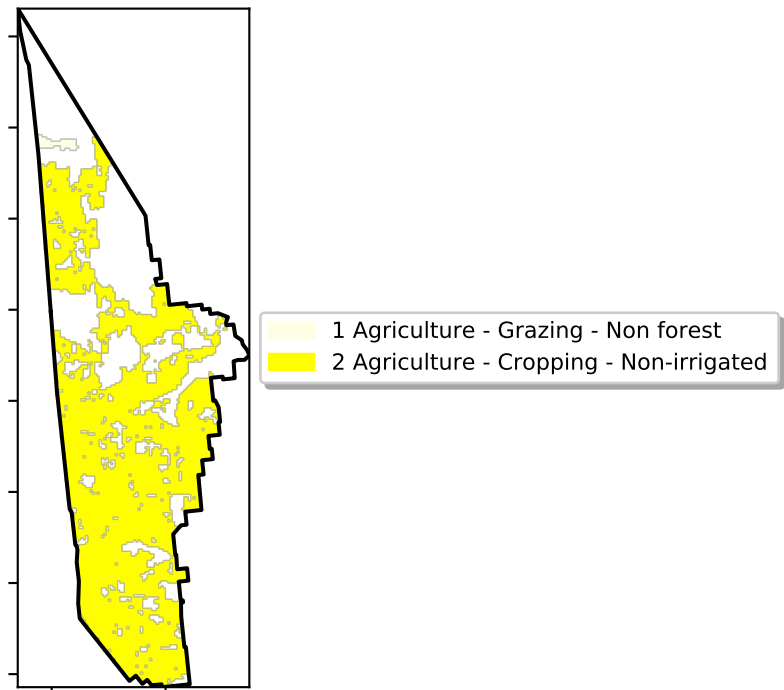 1 Agriculture - Grazing - Non forest
2 Agriculture - Cropping - Non-irrigated